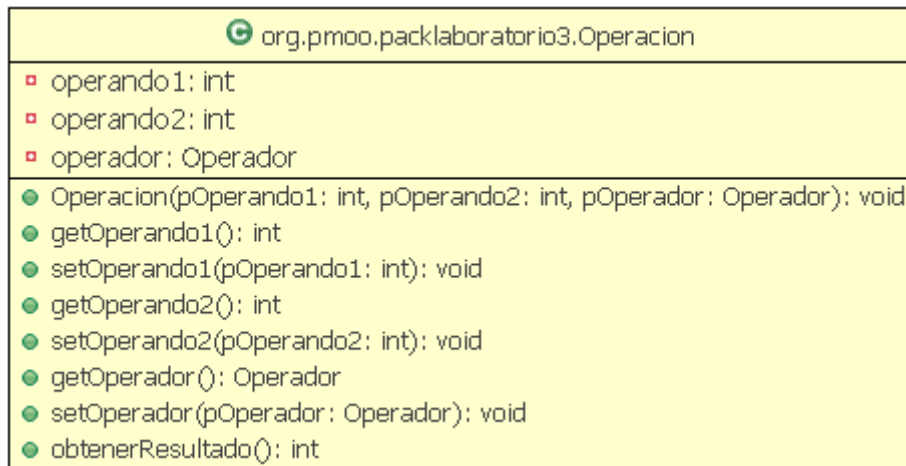 C org.pmoo.packlaboratorio3.Operacion
operando1: int
operando2: int
operador: Operador
Operacion(pOperando1: int, pOperando2: int, pOperador: Operador): void
getOperando1(): int
setOperando1(pOperando1: int): void
getOperando2(): int
setOperando2(pOperando2: int): void
getOperador(): Operador
setOperador(pOperador: Operador): void
obtenerResultado(): int